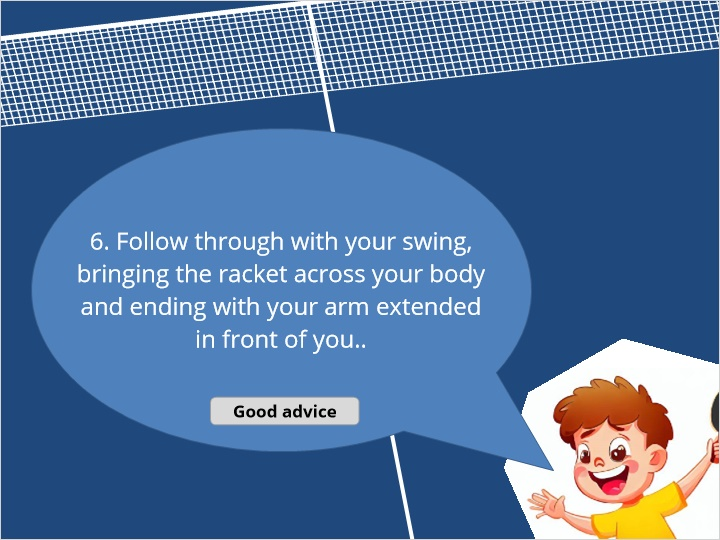 6. Follow through with your swing,
bringing the racket across your body
and ending with your arm extended
in front of you..
Good advice